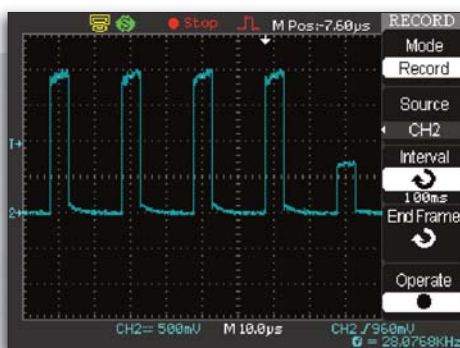 Stop M Pos:-7.60µs
RECORD
Mode
Record
Source
CH2
Interval
100ms
End Frame
Operate
T
2
CH2= 500mV M 10.0µs CH2 /960mV
28.0768KHz